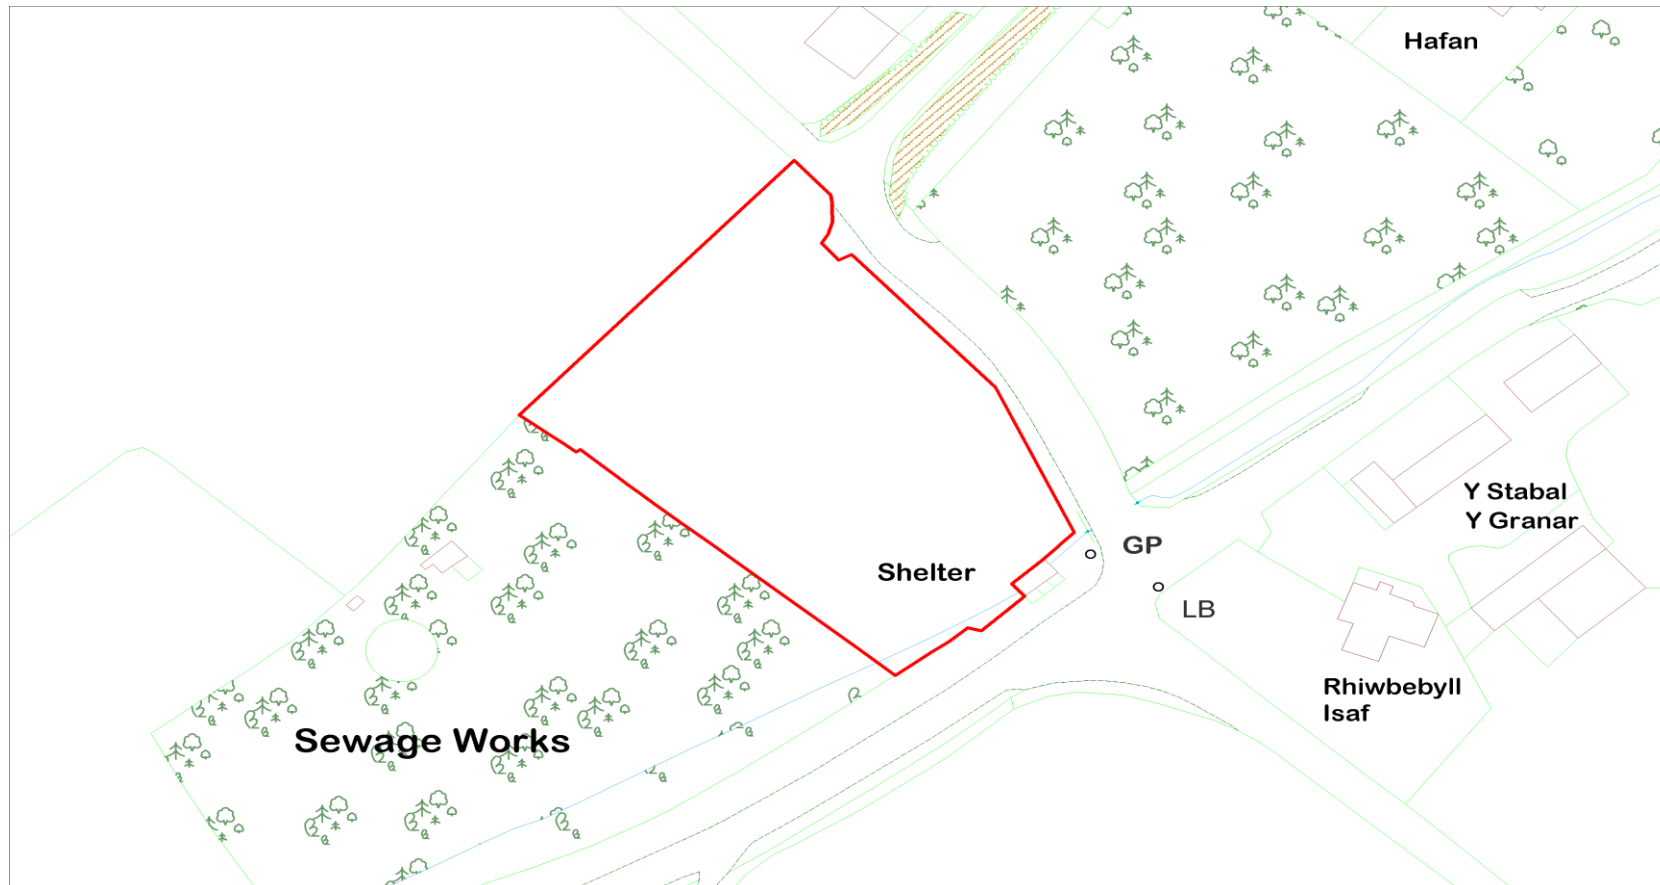 Hafan
Y Stabal
Y Granar
GP
Shelter
LB
Rhiwbebyll
Isaf
Sewage Works